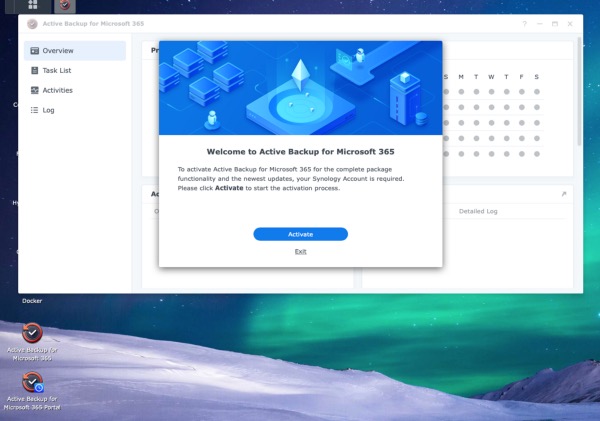 Active Backup for Microsoft 365
Overview
Task List
Activities
Log
Pr
S M T W T F S
Welcome to Active Backup for Microsoft 365
To activate Active Backup for Microsoft 365 for the complete package
functionality and the newest updates, your Synology Account is required.
Please click Activate to start the activation process.
Activate
Exit
Ac
Detailed Log
Docker
Active Backup for
Microsoft 365
Active Backup for
Microsoft 365 Portal